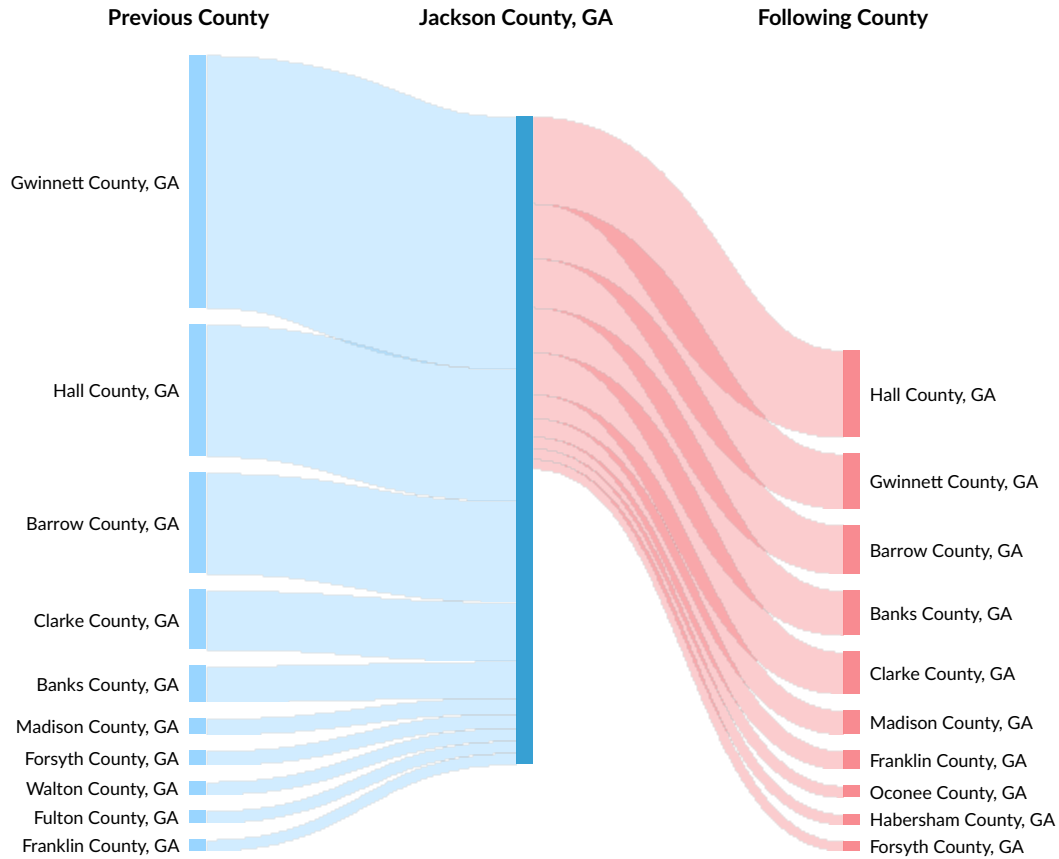 Previous County
Jackson County, GA
Following County
Gwinnett County, GA
Hall County, GA
Barrow County, GA
Clarke County, GA
Banks County, GA
Madison County, GA
Forsyth County, GA
Walton County, GA
Fulton County, GA
Franklin County, GA
Hall County, GA
Gwinnett County, GA
Barrow County, GA
Banks County, GA
Clarke County, GA
Madison County, GA
Franklin County, GA
Oconee County, GA
Habersham County, GA
Forsyth County, GA